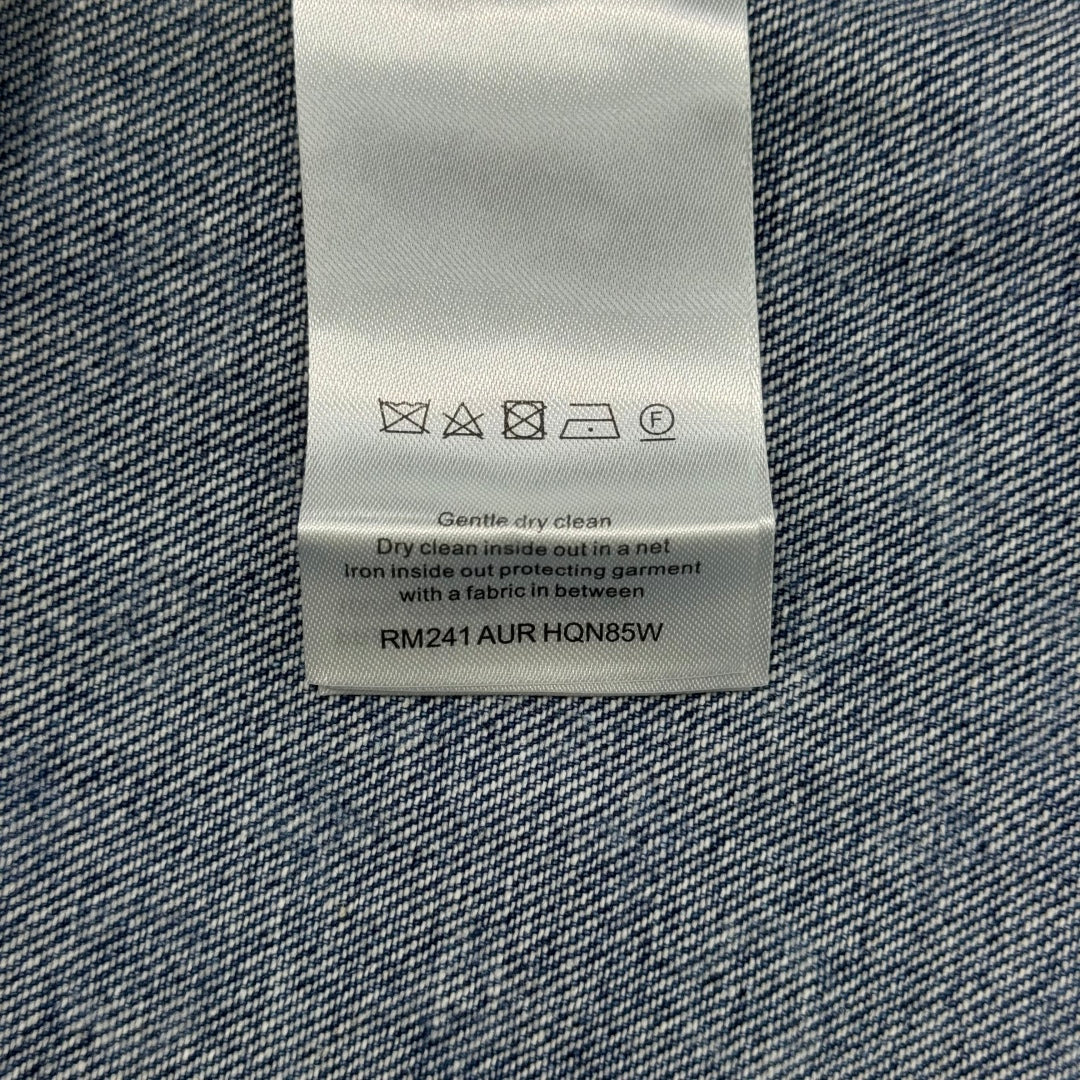 F
Gentle dry clean
Dry clean inside out in a net
Iron inside out protecting garment
with a fabric in between
RM241 AUR HQN85W